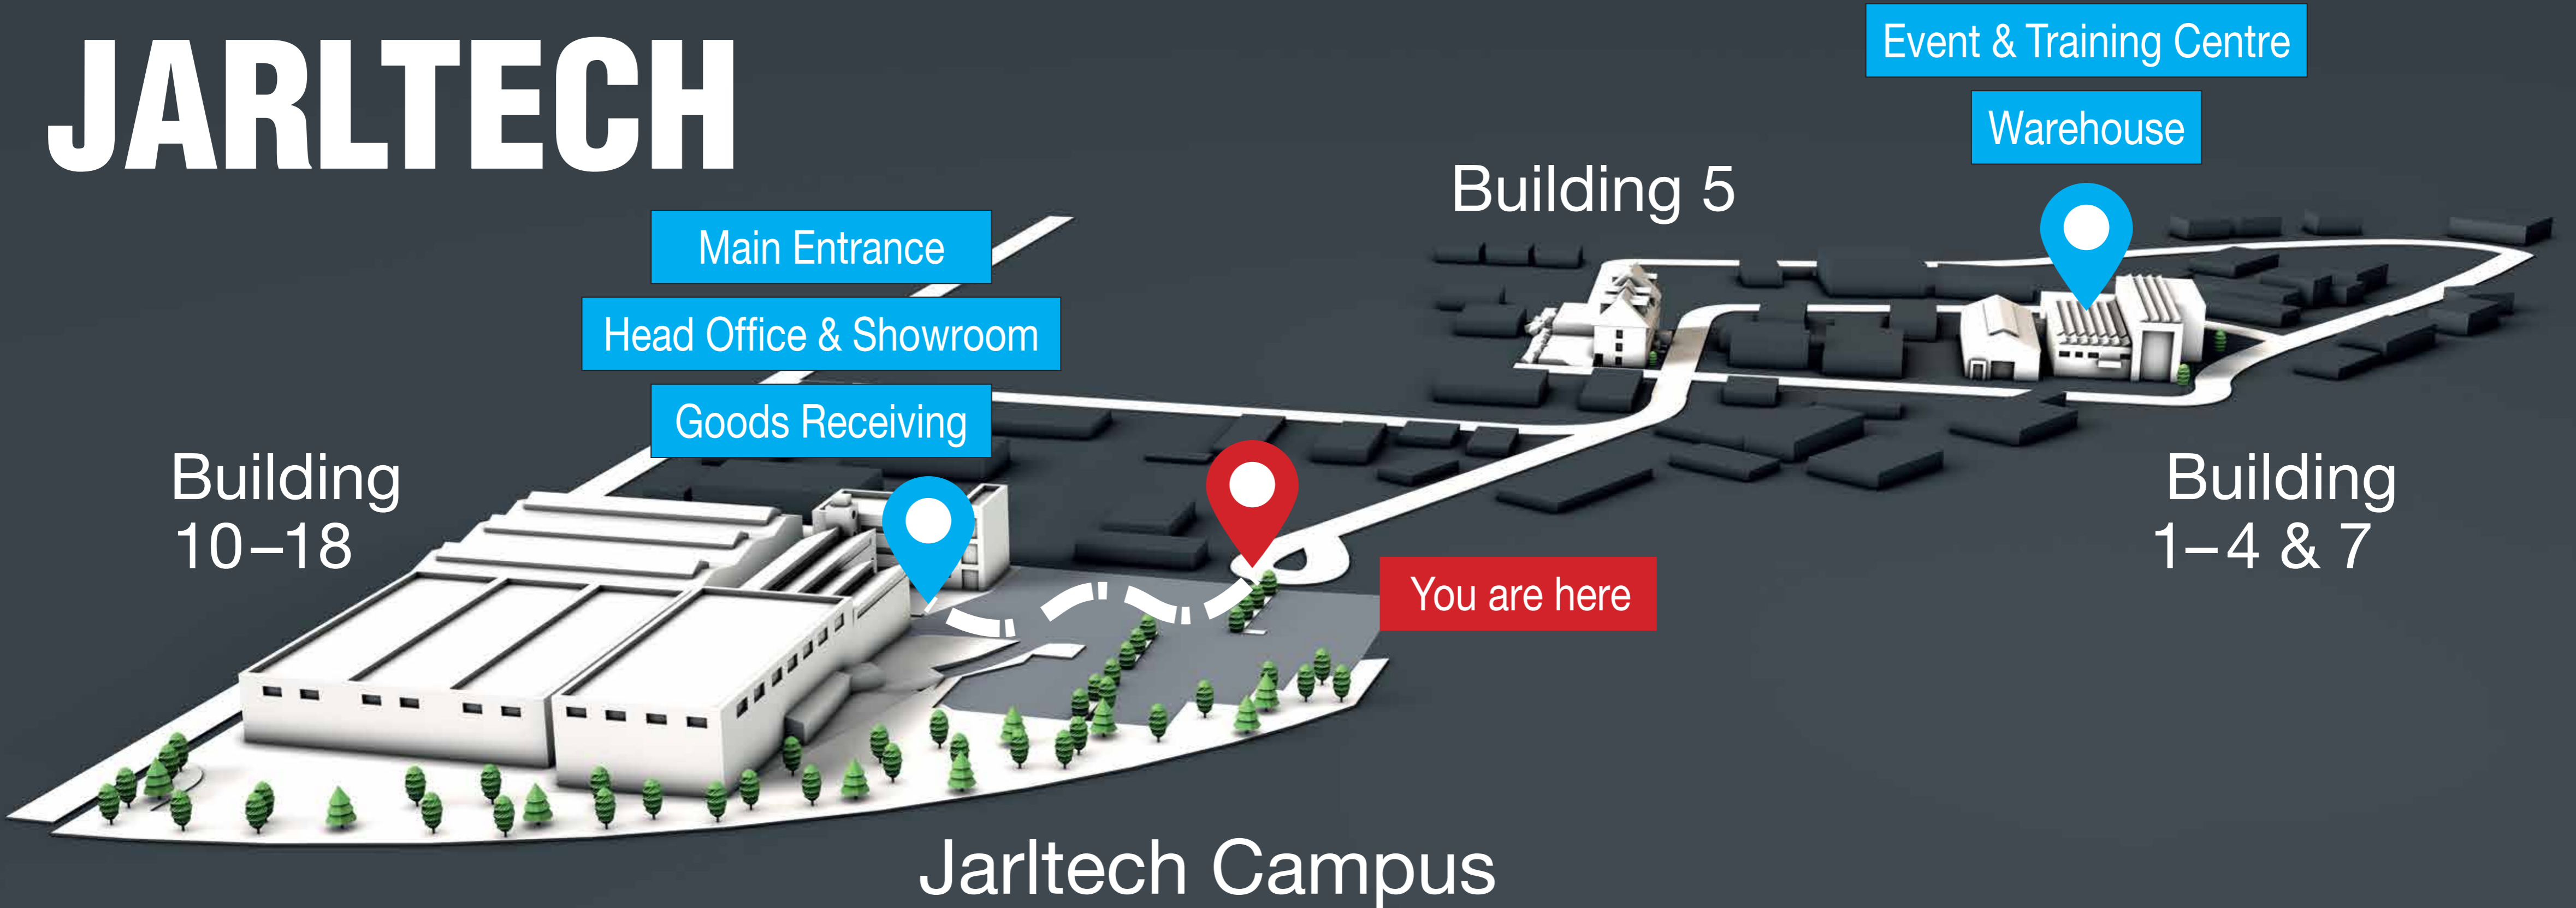 JARLTECH
Event & Training Centre
Warehouse
Building 5
Main Entrance
Head Office & Showroom
Goods Receiving
Building
10–18
Building
1–4 & 7
You are here
Jarltech Campus